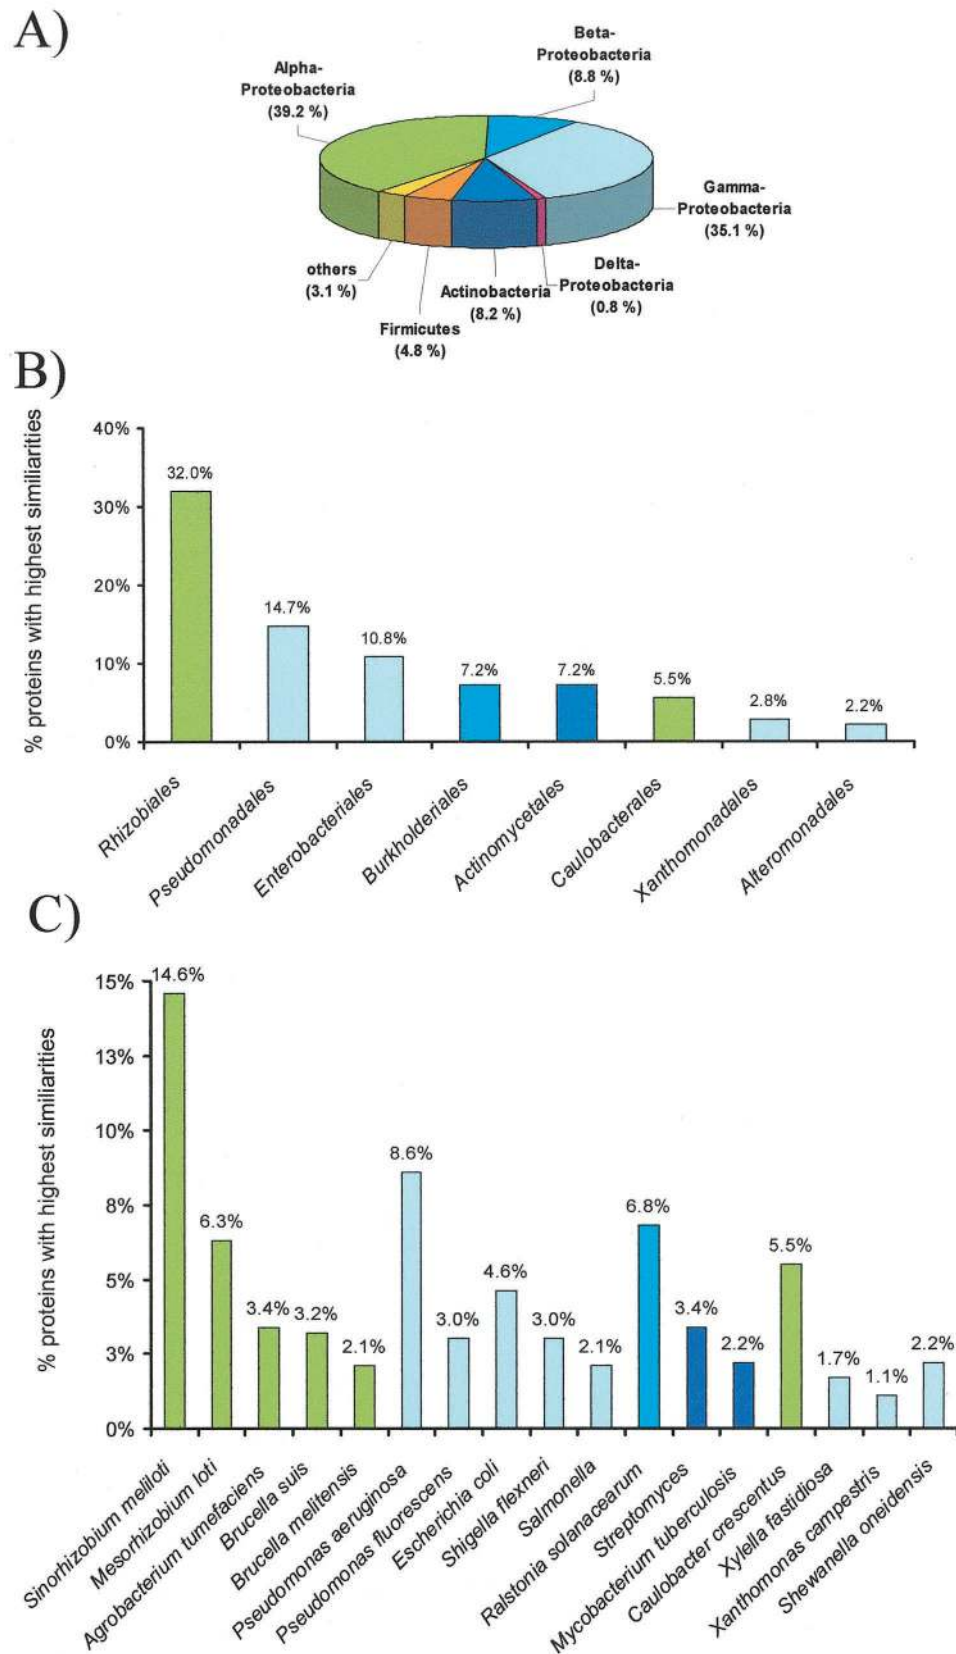 A)
Alpha-
Proteobacteria
(39.2 %)
Beta-
Proteobacteria
(8.8 %)
Gamma-
Proteobacteria
(35.1 %)
Delta-
Proteobacteria
(0.8 %)
Actinobacteria
(8.2 %)
Firmicutes
(4.8 %)
others
(3.1 %)
B)
% proteins with highest similiarities
40%
30%
20%
10%
0%
32.0%
14.7%
10.8%
7.2%
7.2%
5.5%
2.8%
2.2%
Rhizobiales
Pseudomonadales
Enterobacteriales
Burkholderiales
Actinomycetales
Caulobacterales
Xanthomonadales
Alteromonadales
C)
% proteins with highest similiarities
15%
13%
10%
8%
5%
3%
0%
14.6%
6.3%
3.4%
3.2%
2.1%
8.6%
3.0%
4.6%
3.0%
2.1%
6.8%
3.4%
2.2%
5.5%
1.7%
1.1%
2.2%
Sinorhizobium meliloti
Mesorhizobium loti
Agrobacterium tumefaciens
Brucella suis
Brucella melitensis
Pseudomonas aeruginosa
Pseudomonas fluorescens
Escherichia coli
Shigella flexneri
Salmonella
Ralstonia solanacearum
Streptomyces
Mycobacterium tuberculosis
Caulobacter crescentus
Xylella fastidiosa
Xanthomonas campestris
Shewanella oneidensis